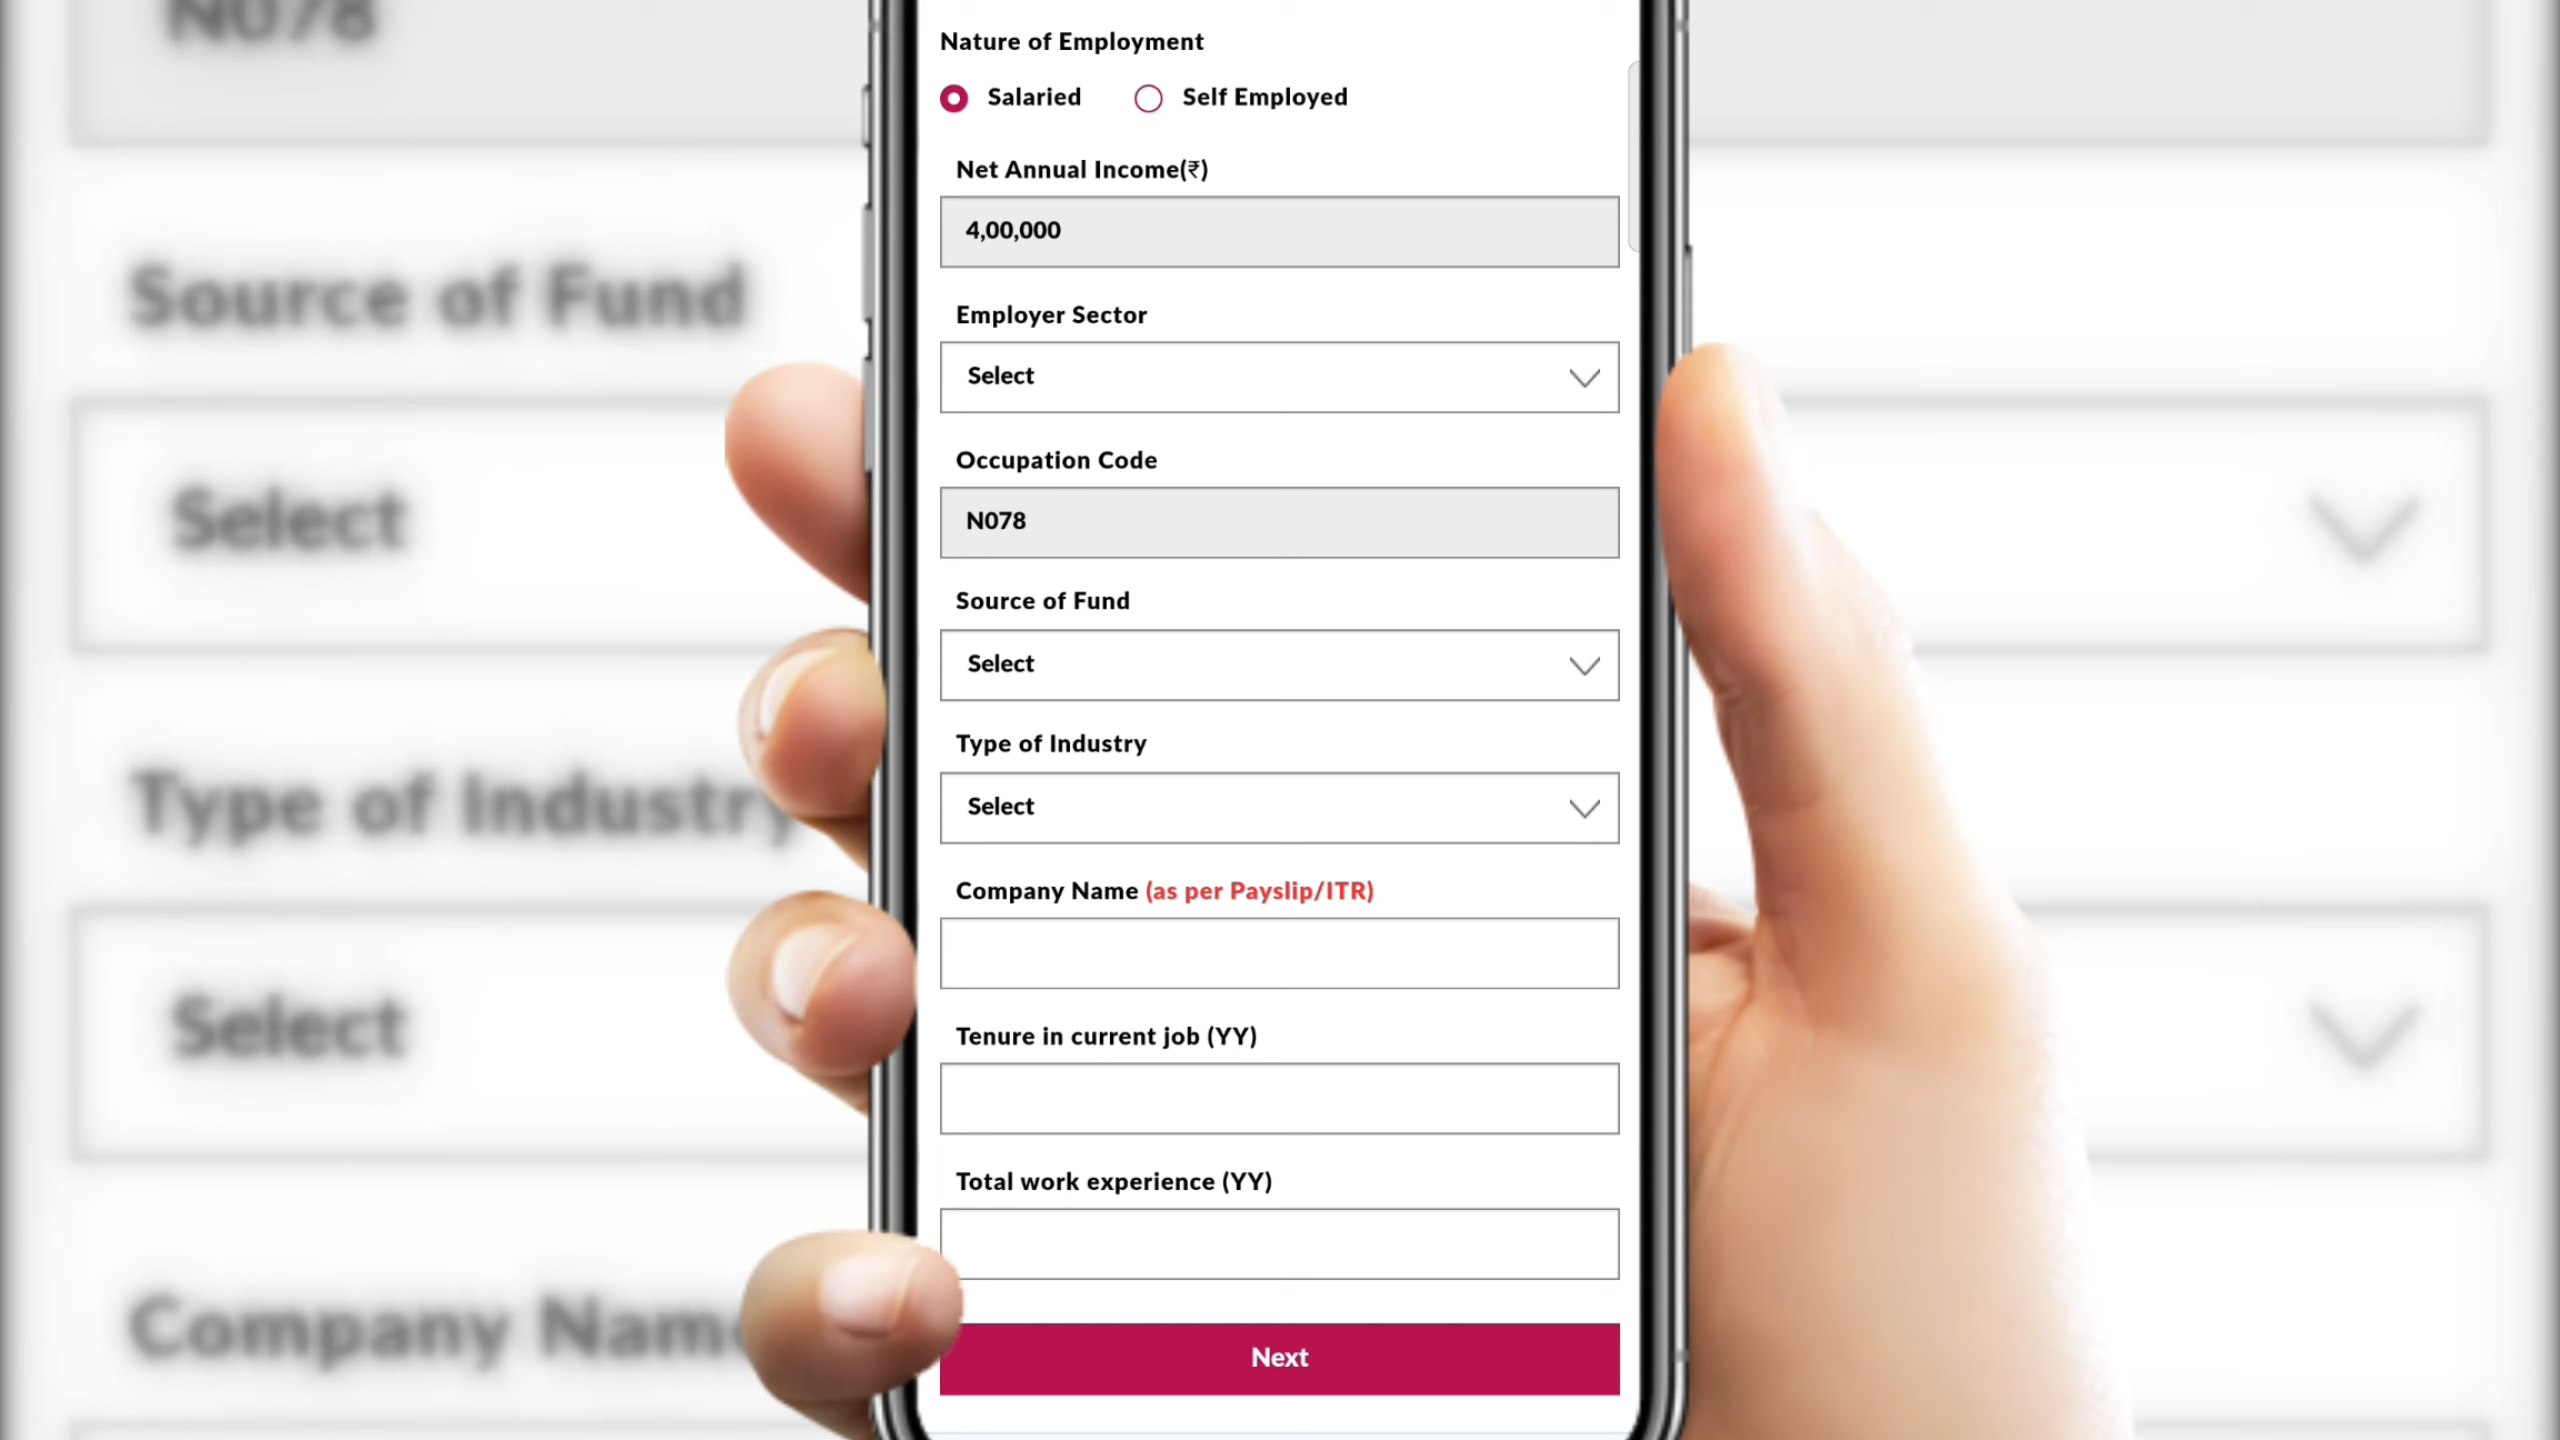 Nature of Employment
Salaried Self Employed
Net Annual Income(₹)
4,00,000
Employer Sector
Select
Occupation Code
N078
Source of Fund
Select
Type of Industry
Select
Company Name (as per Payslip/ITR)
Tenure in current job (YY)
Total work experience (YY)
Next
N078
Source of Fund
Select
Type of Industry
Select
Company Name